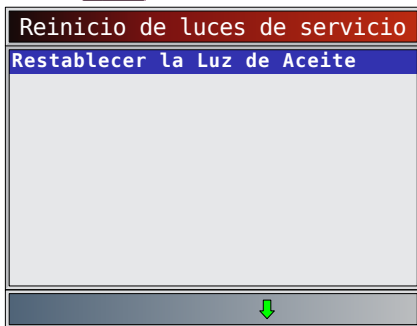 Reinicio de luces de servicio
Restablecer la Luz de Aceite